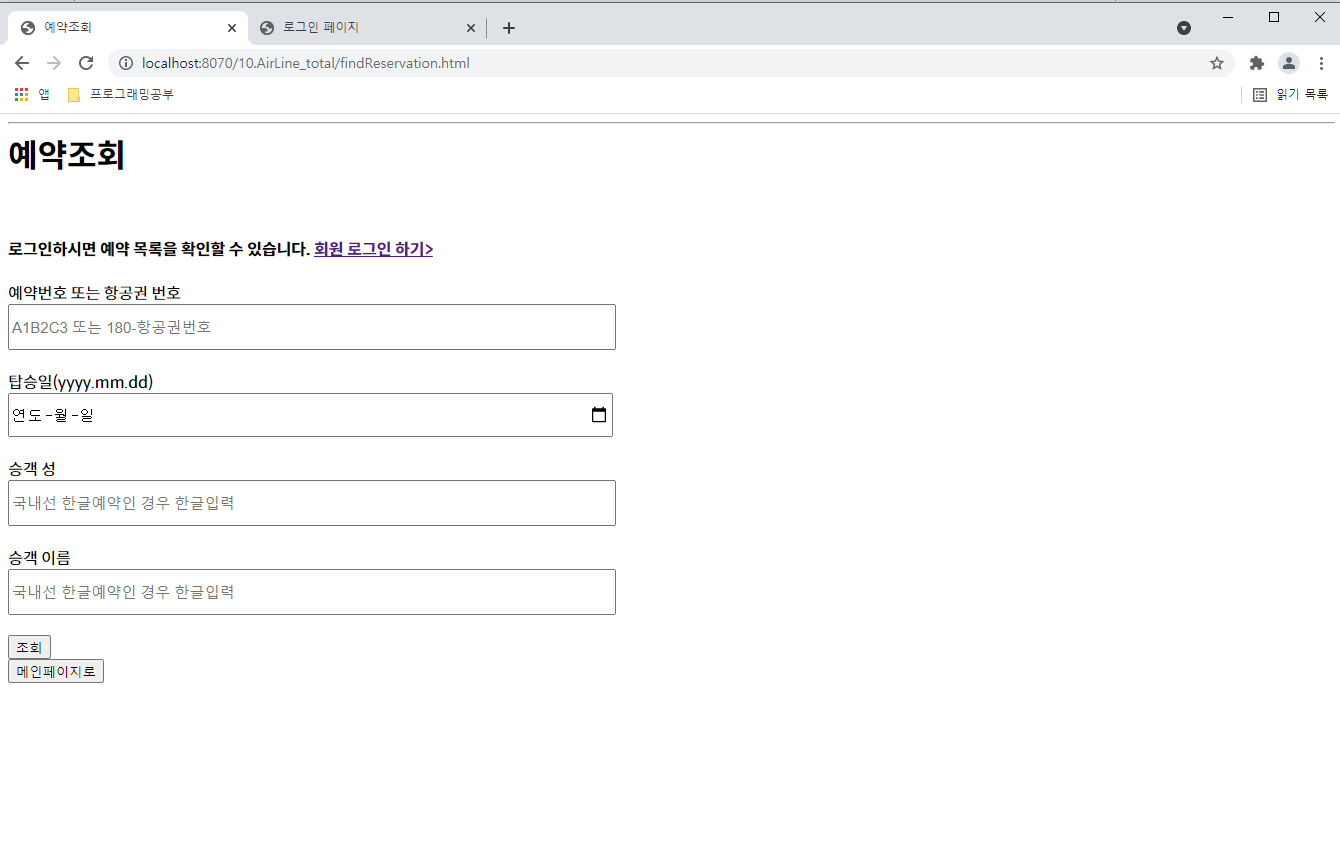 예약조회
로그인 페이지
localhost:8070/10.AirLine_total/findReservation.html
앱 프로그래밍공부 읽기 목록
예약조회
로그인하시면 예약 목록을 확인할 수 있습니다. 회원 로그인 하기>
예약번호 또는 항공권 번호
A1B2C3 또는 180-항공권번호
탑승일(yyyy.mm.dd)
연도-월-일
승객 성
국내선 한글예약인 경우 한글입력
승객 이름
국내선 한글예약인 경우 한글입력
조회
메인페이지로